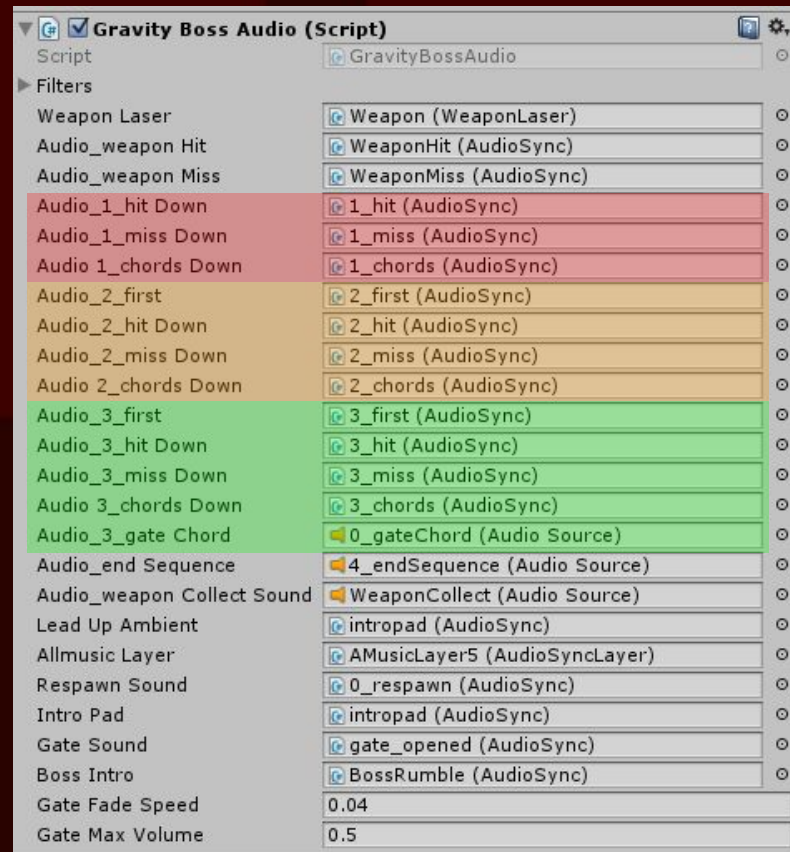 Gravity Boss Audio (Script)
Script GravityBossAudio
Filters
Weapon Laser Weapon (WeaponLaser)
Audio_weapon Hit WeaponHit (AudioSync)
Audio_weapon Miss WeaponMiss (AudioSync)
Audio_1_hit Down 1_hit (AudioSync)
Audio_1_miss Down 1_miss (AudioSync)
Audio 1_chords Down 1_chords (AudioSync)
Audio_2_first 2_first (AudioSync)
Audio_2_hit Down 2_hit (AudioSync)
Audio_2_miss Down 2_miss (AudioSync)
Audio 2_chords Down 2_chords (AudioSync)
Audio_3_first 3_first (AudioSync)
Audio_3_hit Down 3_hit (AudioSync)
Audio_3_miss Down 3_miss (AudioSync)
Audio 3_chords Down 3_chords (AudioSync)
Audio_3_gate Chord 0_gateChord (Audio Source)
Audio_end Sequence 4_endSequence (Audio Source)
Audio_weapon Collect Sound WeaponCollect (Audio Source)
Lead Up Ambient intropad (AudioSync)
Allmusic Layer AMusicLayer5 (AudioSyncLayer)
Respawn Sound 0_respawn (AudioSync)
Intro Pad intropad (AudioSync)
Gate Sound gate_opened (AudioSync)
Boss Intro BossRumble (AudioSync)
Gate Fade Speed 0.04
Gate Max Volume 0.5